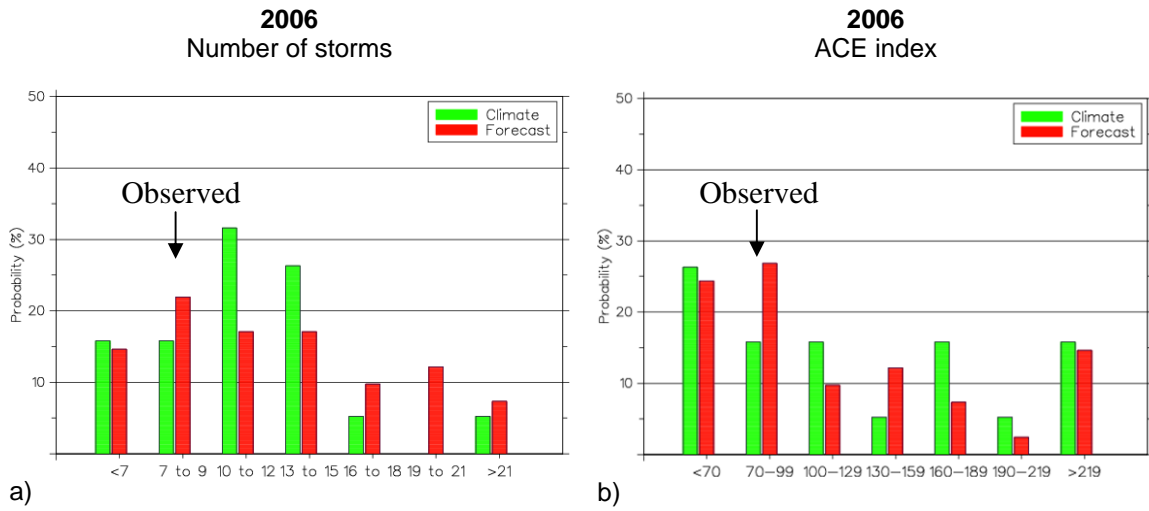 2006
Number of storms
50
40
30
20
10
Probability (%)
Climate
Forecast
Observed
<7 7 to 9 10 to 12 13 to 15 16 to 18 19 to 21 >21
a)
2006
ACE index
50
40
30
20
10
Probability (%)
Climate
Forecast
Observed
<70 70–99 100–129 130–159 160–189 190–219 >219
b)